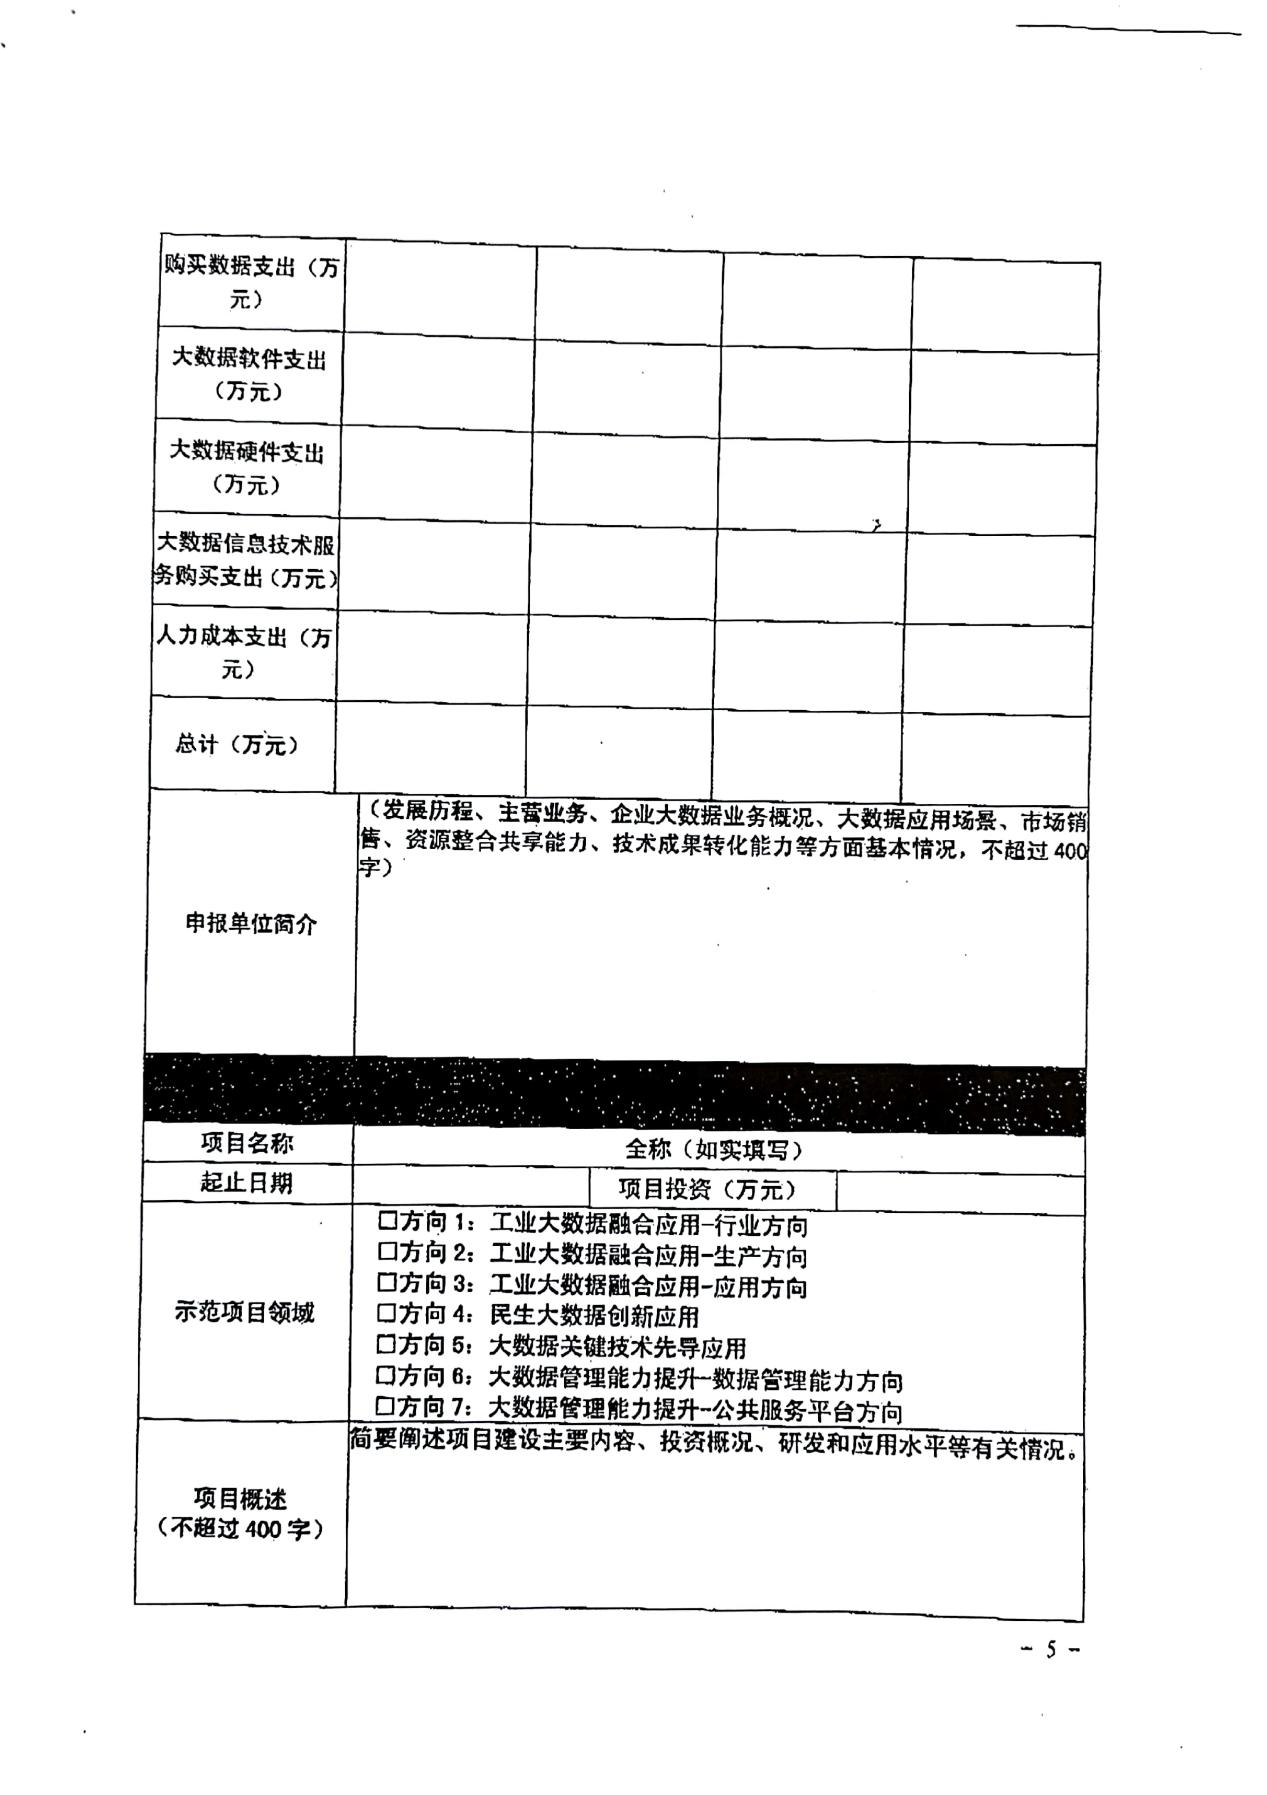 购买数据支出（万
元）
大数据软件支出
（万元）
大数据硬件支出
（万元）
大数据信息技术服
务购买支出（万元）
人力成本支出（万
元）
总计（万元）
申报单位简介
（发展历程、主营业务、企业大数据业务概况、大数据应用场景、市场销
售、资源整合共享能力、技术成果转化能力等方面基本情况，不超过 400
字）
项目名称
全称（如实填写）
起止日期
项目投资（万元）
示范项目领域
□方向 1：工业大数据融合应用-行业方向
□方向 2：工业大数据融合应用-生产方向
□方向 3：工业大数据融合应用-应用方向
□方向 4：民生大数据创新应用
□方向 5：大数据关键技术先导应用
□方向 6：大数据管理能力提升-数据管理能力方向
□方向 7：大数据管理能力提升-公共服务平台方向
项目概述
（不超过 400 字）
简要阐述项目建设主要内容、投资概况、研发和应用水平等有关情况。
- 5 -